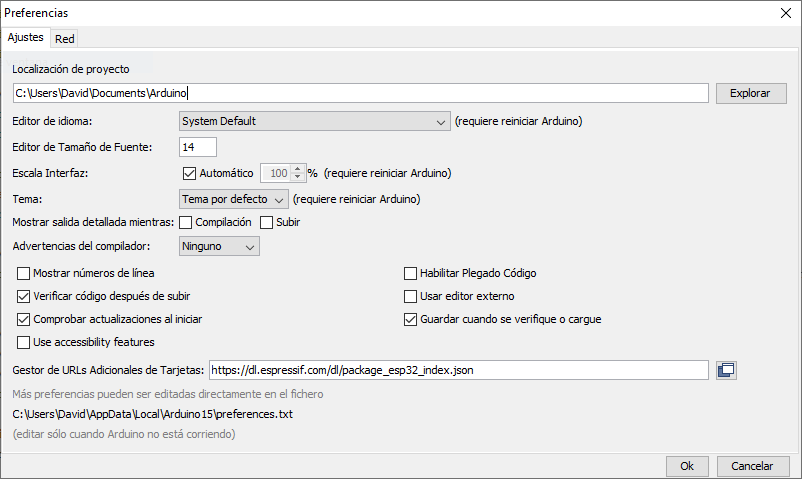 Preferencias
Ajustes Red
Localización de proyecto
C:\Users\David\Documents\Arduino Explorar
Editor de idioma: System Default (requiere reiniciar Arduino)
Editor de Tamaño de Fuente: 14
Escala Interfaz: Automático 100 % (requiere reiniciar Arduino)
Tema: Tema por defecto (requiere reiniciar Arduino)
Mostrar salida detallada mientras: Compilación Subir
Advertencias del compilador: Ninguno
Mostrar números de línea Habilitar Plegado Código
Verificar código después de subir Usar editor externo
Comprobar actualizaciones al iniciar Guardar cuando se verifique o cargue
Use accessibility features
Gestor de URLs Adicionales de Tarjetas: https://dl.espressif.com/dl/package_esp32_index.json
Más preferencias pueden ser editadas directamente en el fichero
C:\Users\David\AppData\Local\Arduino15\preferences.txt
(editar sólo cuando Arduino no está corriendo)
Ok Cancelar